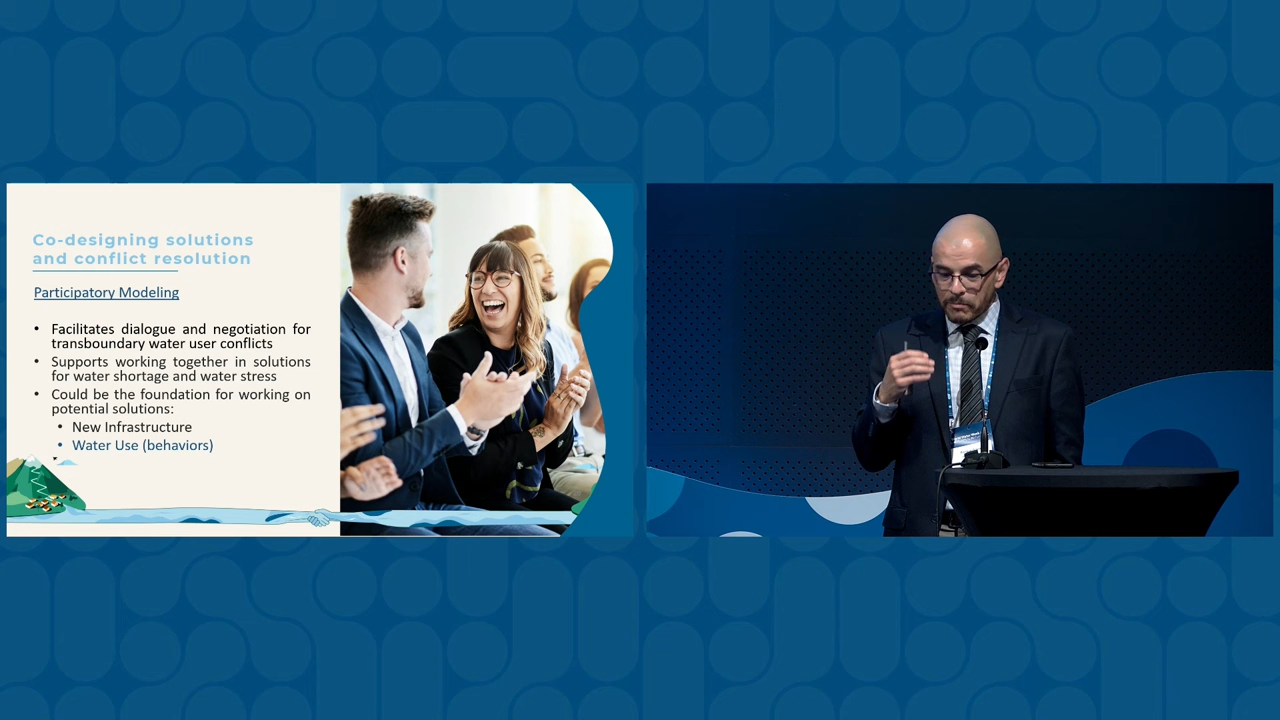 Co-designing solutions
and conflict resolution
Participatory Modeling
• Facilitates dialogue and negotiation for
transboundary water user conflicts
• Supports working together in solutions
for water shortage and water stress
• Could be the foundation for working on
potential solutions:
• New Infrastructure
• Water Use (behaviors)